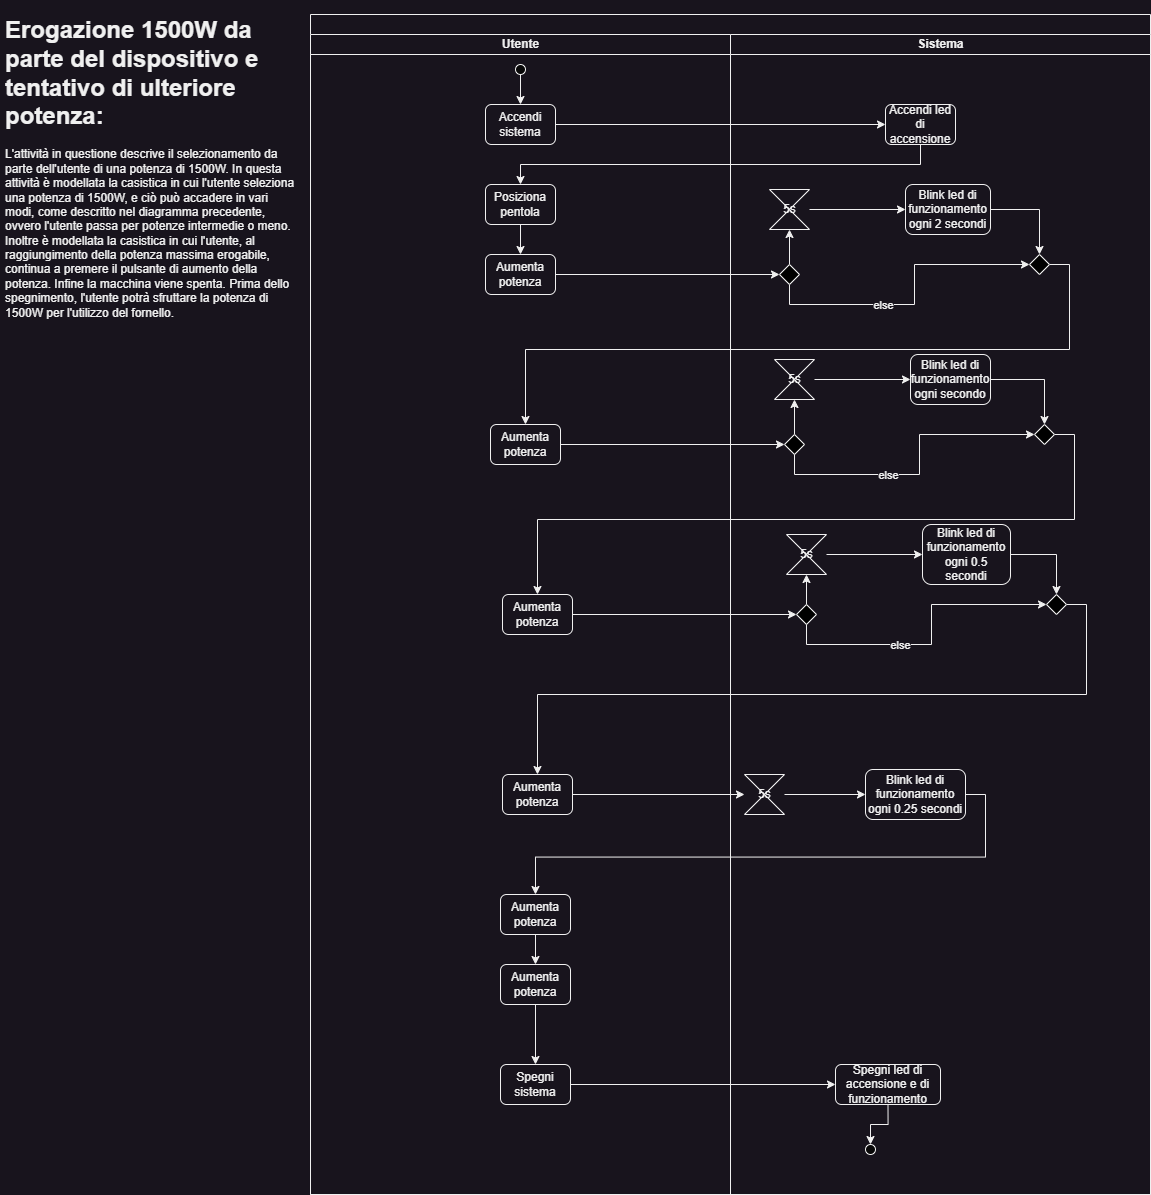 Erogazione 1500W da
parte del dispositivo e
tentativo di ulteriore
potenza:
L'attività in questione descrive il selezionamento da
parte dell'utente di una potenza di 1500W. In questa
attività è modellata la casistica in cui l'utente seleziona
una potenza di 1500W, e ciò può accadere in vari
modi, come descritto nel diagramma precedente,
ovvero l'utente passa per potenze intermedie o meno.
Inoltre è modellata la casistica in cui l'utente, al
raggiungimento della potenza massima erogabile,
continua a premere il pulsante di aumento della
potenza. Infine la macchina viene spenta. Prima dello
spegnimento, l'utente potrà sfruttare la potenza di
1500W per l'utilizzo del fornello.
Utente
Sistema
Accendi
sistema
Accendi led
di
accensione
Posiziona
pentola
5s
Blink led di
funzionamento
ogni 2 secondi
Aumenta
potenza
else
5s
Blink led di
funzionamento
ogni secondo
Aumenta
potenza
else
5s
Blink led di
funzionamento
ogni 0.5
secondi
Aumenta
potenza
else
Aumenta
potenza
5s
Blink led di
funzionamento
ogni 0.25 secondi
Aumenta
potenza
Aumenta
potenza
Spegni
sistema
Spegni led di
accensione e di
funzionamento